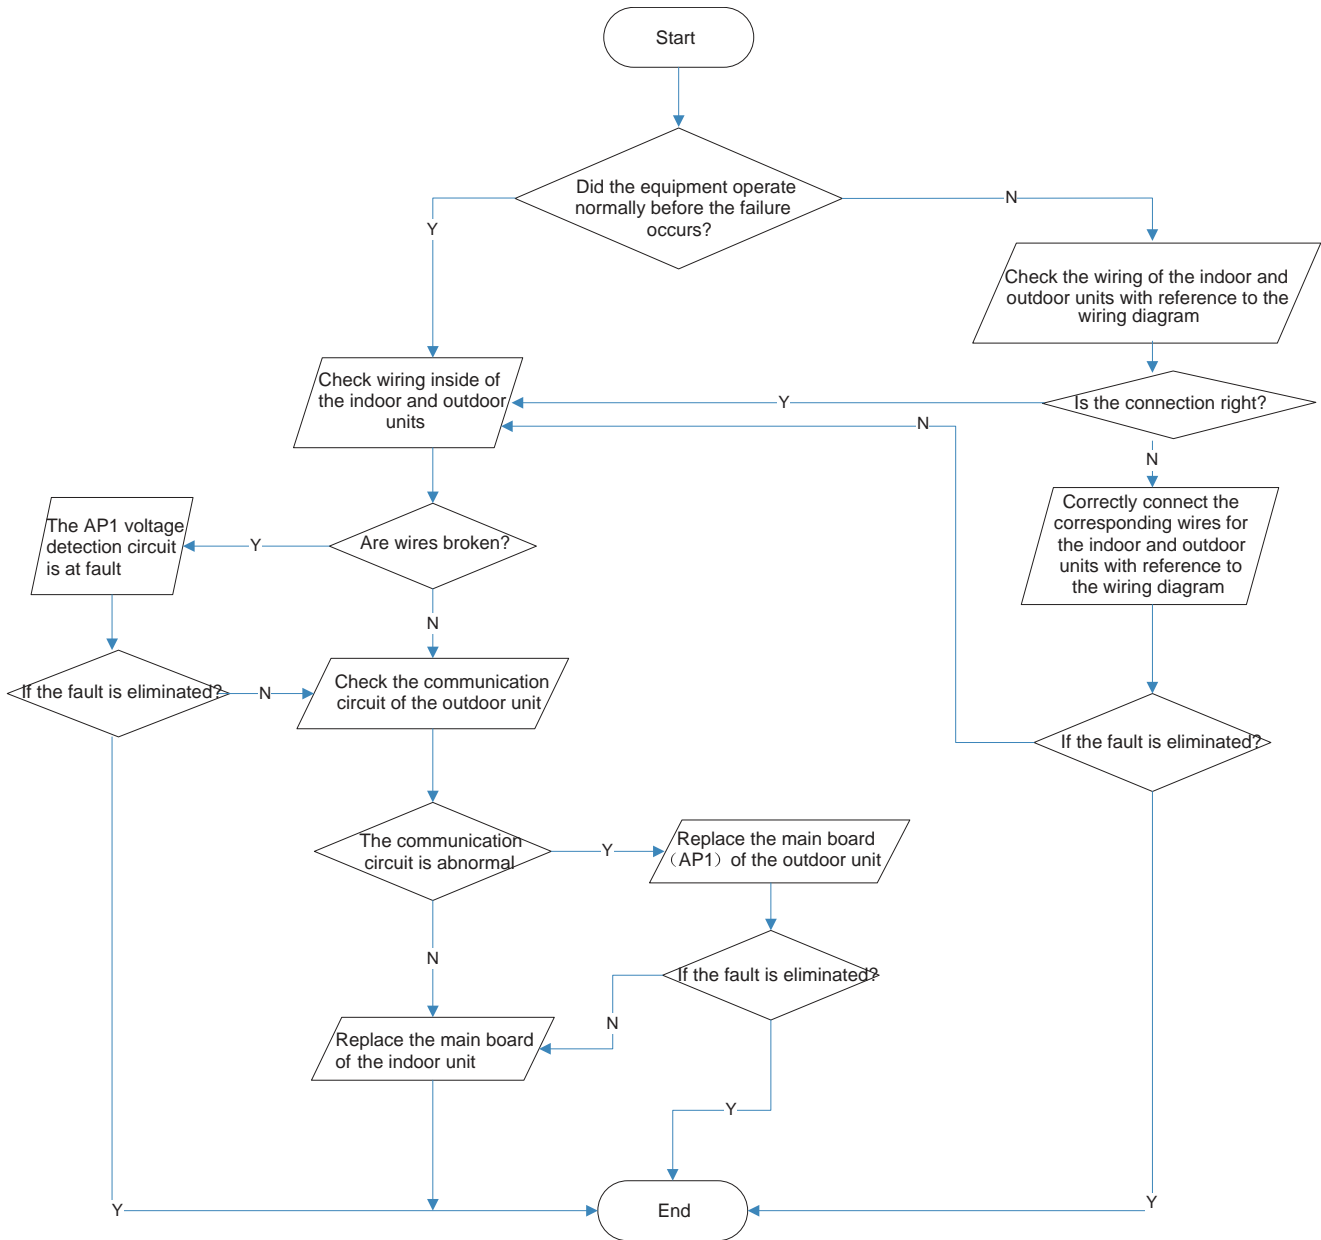 Start
Did the equipment operate
normally before the failure
occurs?
N
Y
Check the wiring of the indoor and
outdoor units with reference to the
wiring diagram
Check wiring inside of
the indoor and outdoor
units
Y
Is the connection right?
N
N
Correctly connect the
corresponding wires for
the indoor and outdoor
units with reference to
the wiring diagram
The AP1 voltage
detection circuit
is at fault
Y
Are wires broken?
N
If the fault is eliminated?
N
Check the communication
circuit of the outdoor unit
If the fault is eliminated?
The communication
circuit is abnormal
Y
Replace the main board
（AP1）of the outdoor unit
N
If the fault is eliminated?
N
Replace the main board
of the indoor unit
Y
Y
End
Y